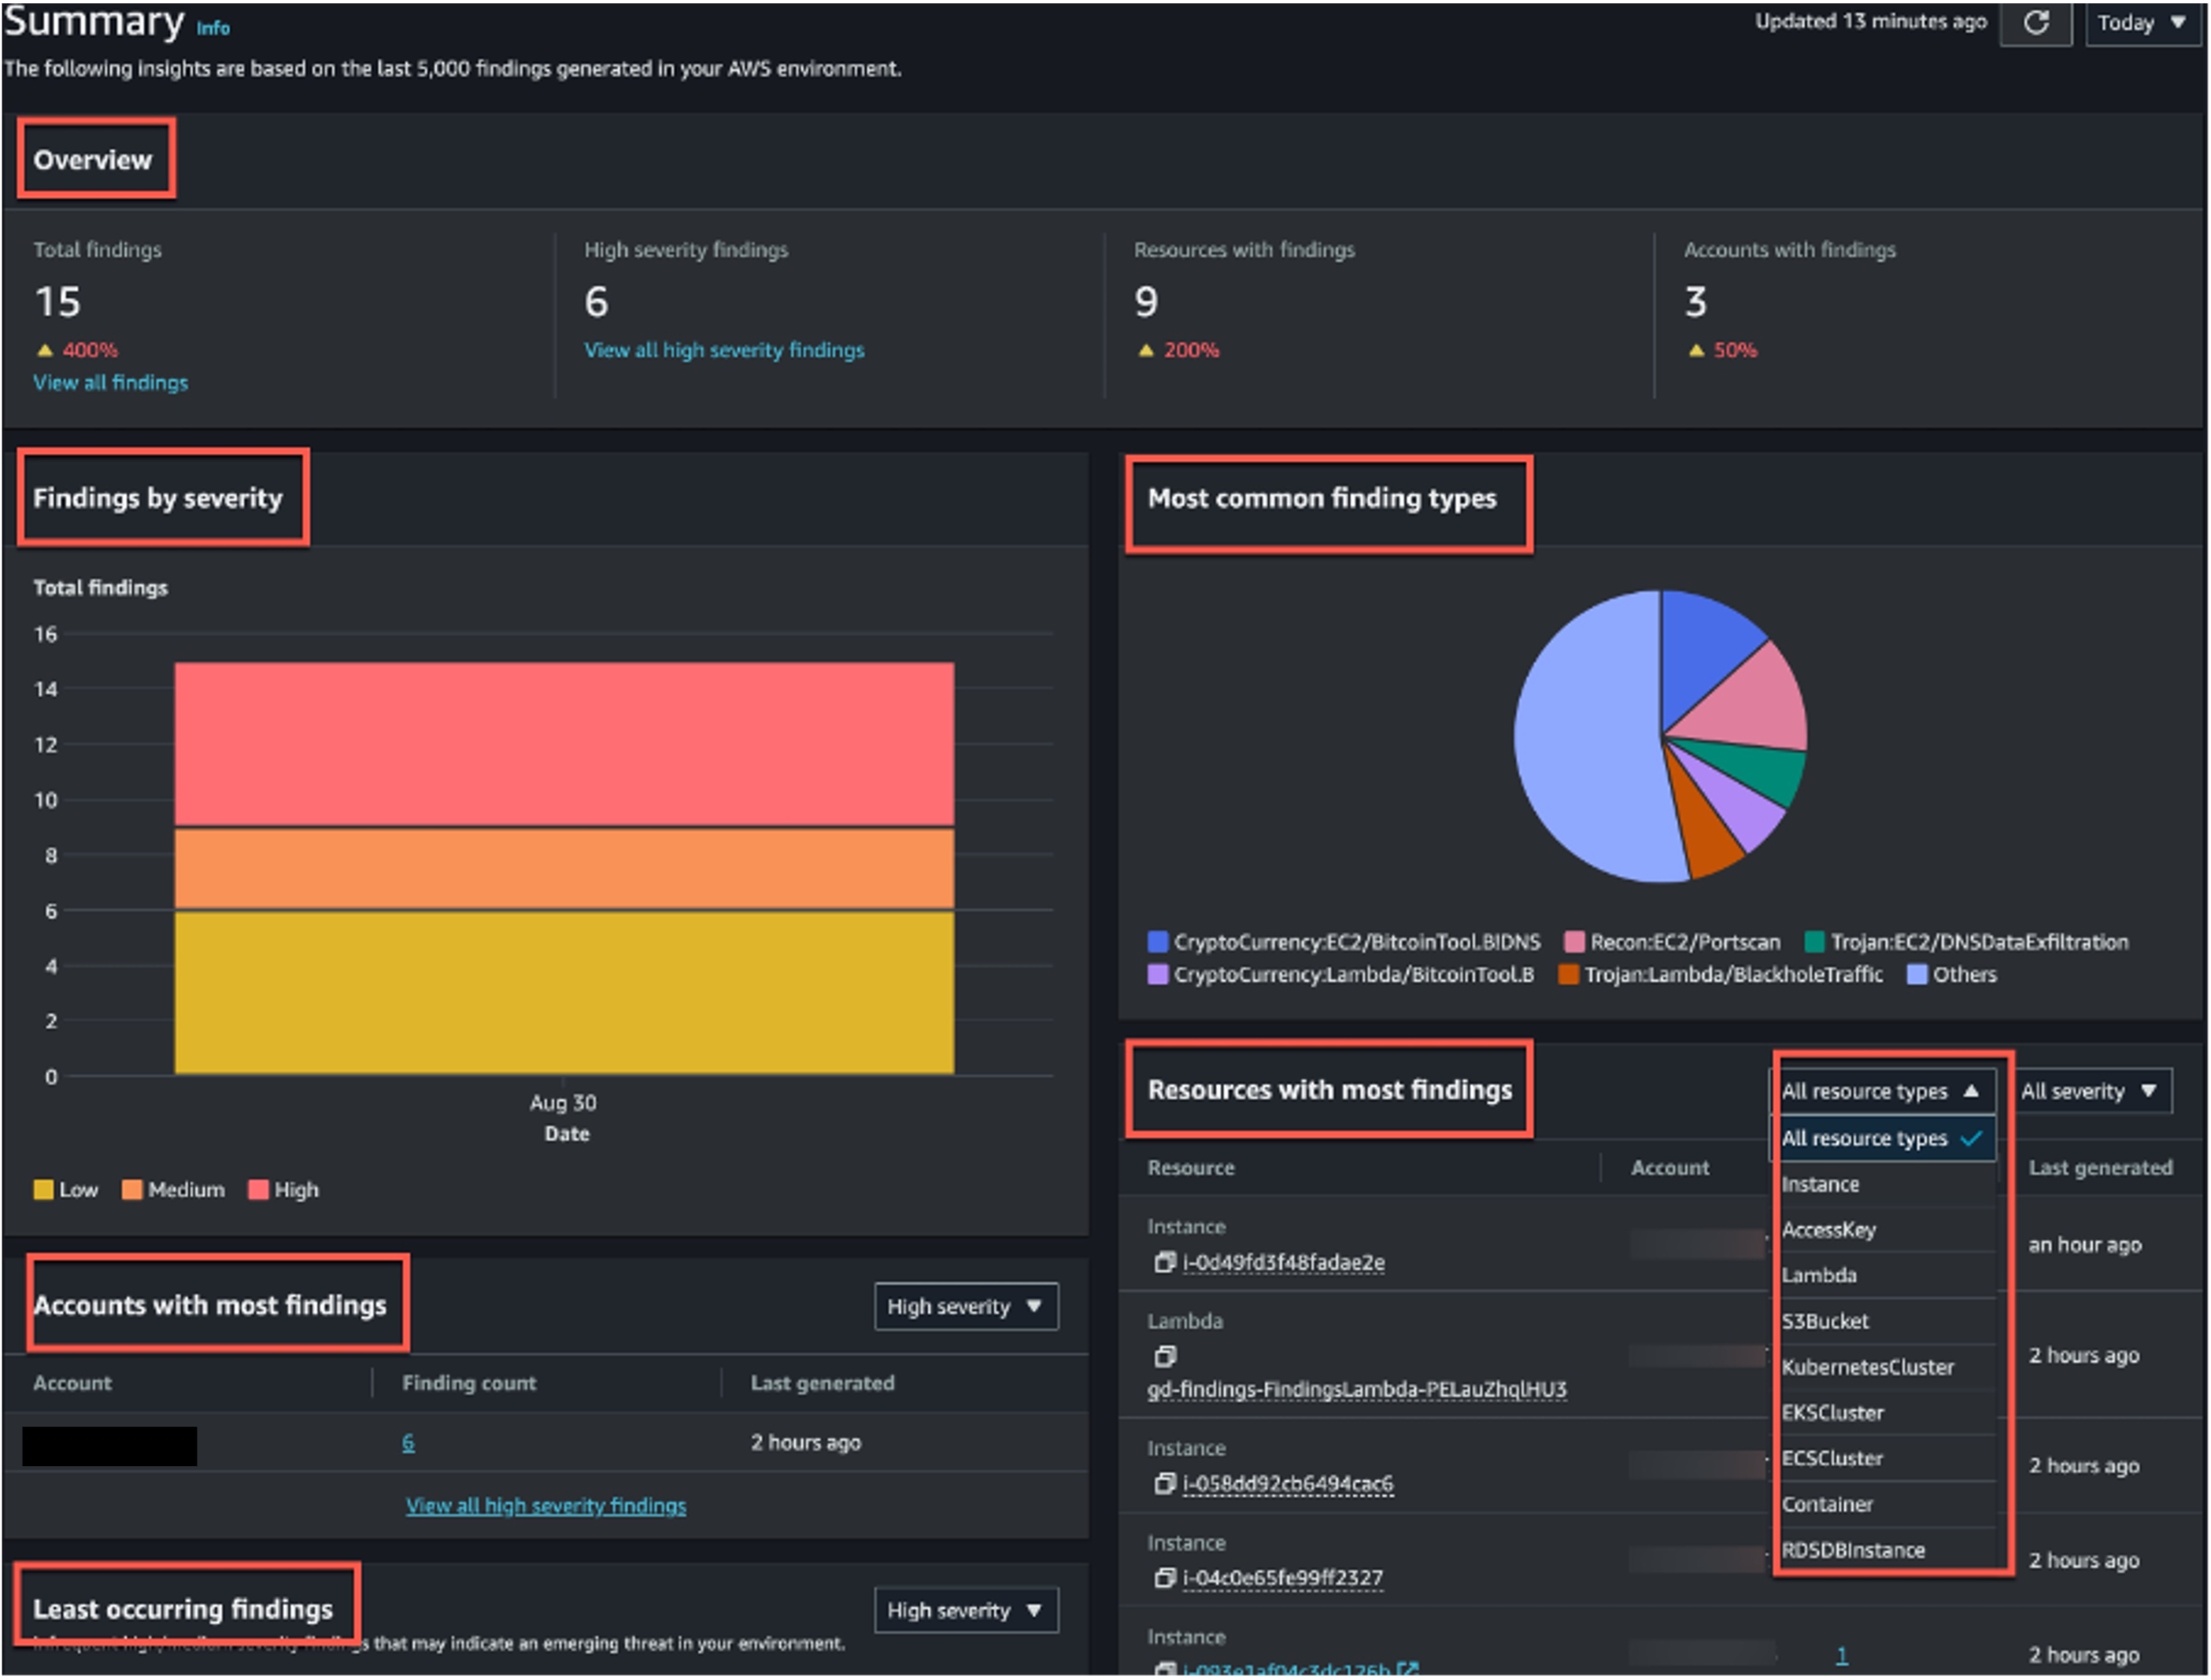 Summary Info
Updated 13 minutes ago
Today
The following insights are based on the last 5,000 findings generated in your AWS environment.
Overview
Total findings
15
400%
View all findings
High severity findings
6
View all high severity findings
Resources with findings
9
200%
Accounts with findings
3
50%
Findings by severity
Total findings
16
14
12
10
8
6
4
2
0
Aug 30
Date
Low Medium High
Most common finding types
CryptoCurrency:EC2/BitcoinTool.B!DNS Recon:EC2/Portscan Trojan:EC2/DNSDataExfiltration
CryptoCurrency:Lambda/BitcoinTool.B Trojan:Lambda/BlackholeTraffic Others
Accounts with most findings
High severity
Account Finding count Last generated
6 2 hours ago
View all high severity findings
Least occurring findings
High severity
that may indicate an emerging threat in your environment.
Resources with most findings
All resource types
All severity
All resource types
Instance
AccessKey
Lambda
S3Bucket
KubernetesCluster
EKSCluster
ECSCluster
Container
RDSDBInstance
Resource Account Last generated
Instance
i-0d49fd3f48fadae2e
an hour ago
Lambda
gd-findings-FindingsLambda-PELauZhqlHU3
2 hours ago
Instance
i-058dd92cb6494cac6
2 hours ago
Instance
i-04c0e65fe99ff2327
2 hours ago
Instance
i-093e1af04c3dc126b
1
2 hours ago